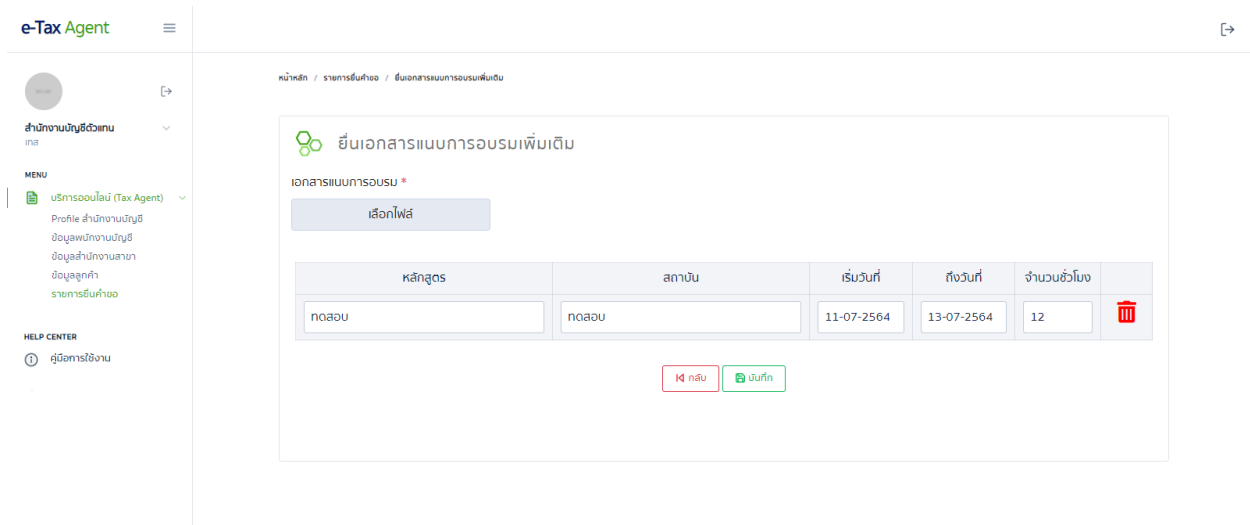 e-Tax Agent
หน้าหลัก / รายการยื่นคำขอ / ยื่นเอกสารแนบการอบรมเพิ่มเติม
สำนักงานบัญชีตัวแทน
เทส
MENU
บริการออนไลน์ (Tax Agent)
Profile สำนักงานบัญชี
ข้อมูลพนักงานบัญชี
ข้อมูลสำนักงานสาขา
ข้อมูลลูกค้า
รายการยื่นคำขอ
HELP CENTER
คู่มือการใช้งาน
ยื่นเอกสารแนบการอบรมเพิ่มเติม
เอกสารแนบการอบรม *
เลือกไฟล์
หลักสูตร สถาบัน เริ่มวันที่ ถึงวันที่ จำนวนชั่วโมง
ทดสอบ ทดสอบ 11-07-2564 13-07-2564 12
กลับ บันทึก